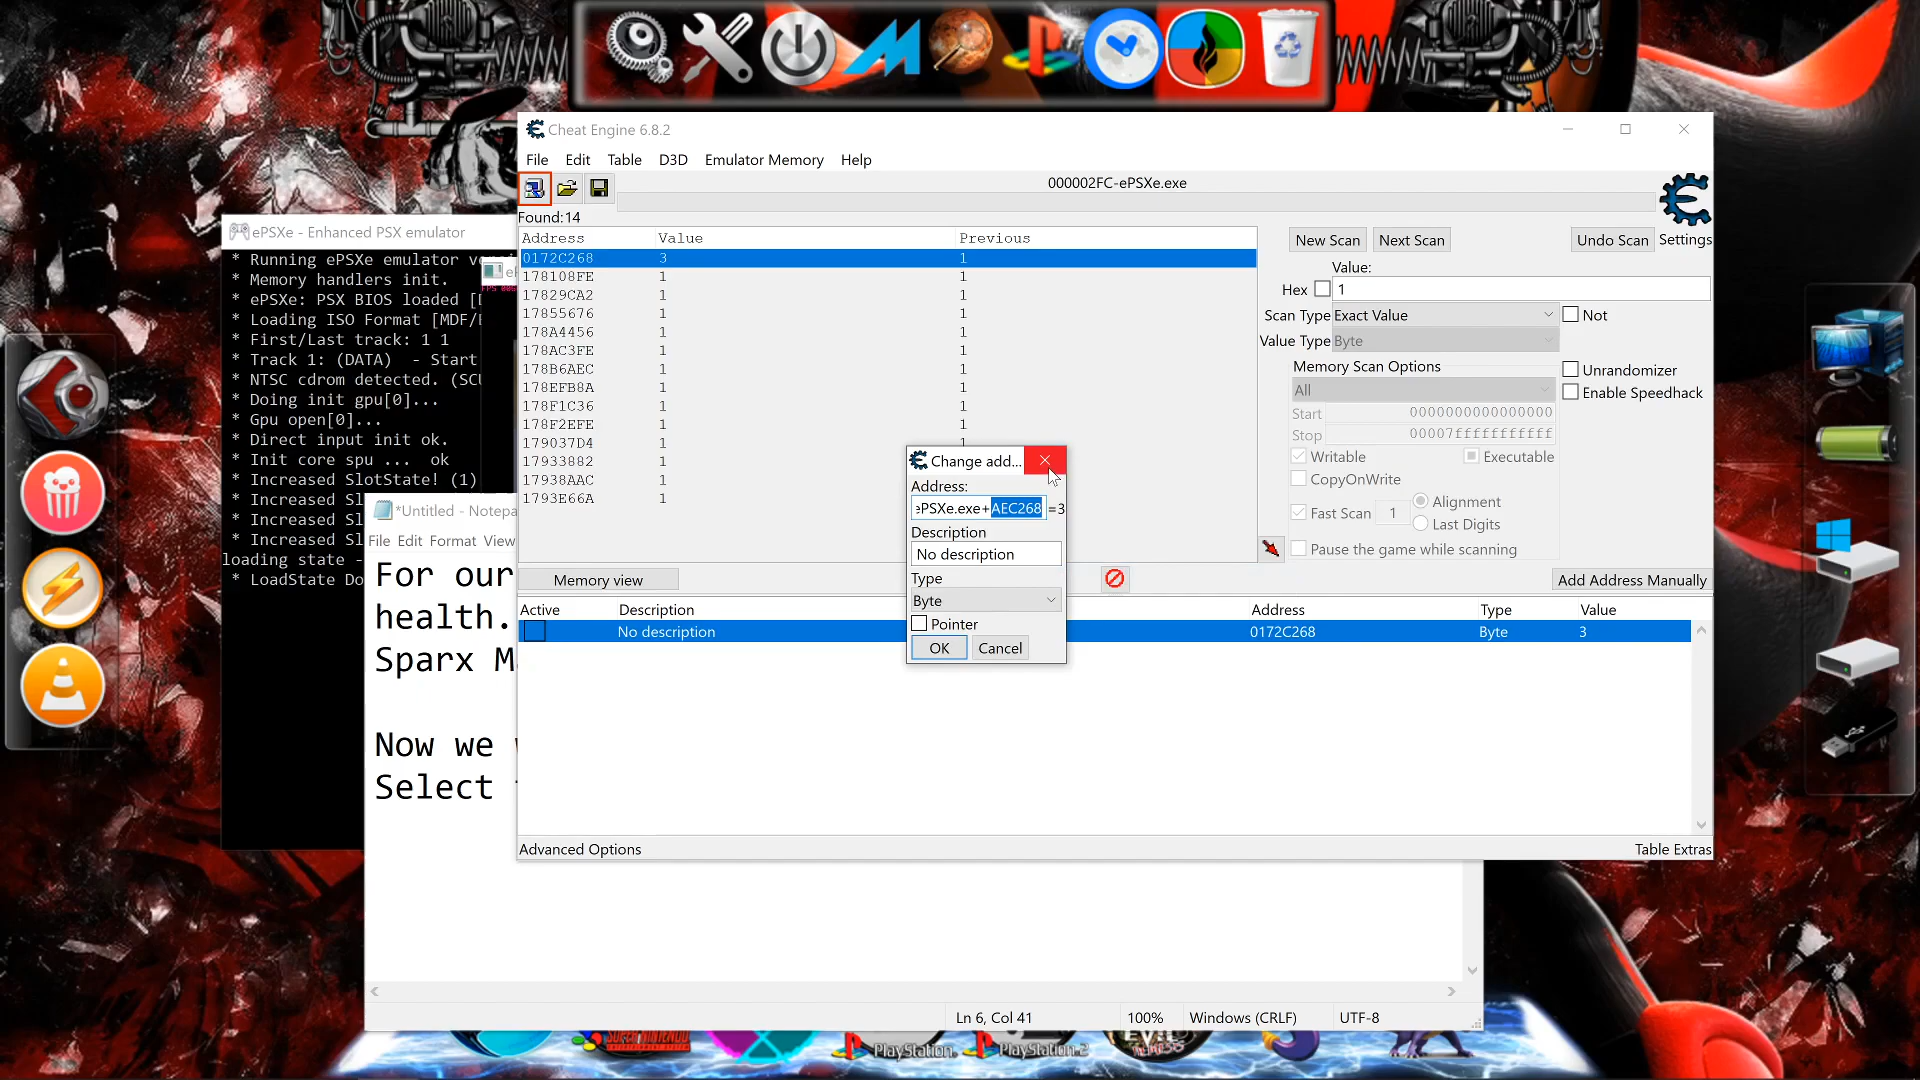 Cheat Engine 6.8.2
File Edit Table D3D Emulator Memory Help
000002FC-ePSXe.exe
Found:14
Address Value Previous
0172C268 3 1
178108FE 1 1
17829CA2 1 1
17855676 1 1
178A4456 1 1
178AC3FE 1 1
178B6AEC 1 1
178EFB8A 1 1
178F1C36 1 1
178F2EFE 1 1
179037D4 1 1
17933882 1
17938AAC 1
1793E66A 1
New Scan Next Scan Undo Scan Settings
Value:
Hex 1
Scan Type Exact Value Not
Value Type Byte
Memory Scan Options
All
Unrandomizer
Enable Speedhack
Start 0000000000000000
Stop 00007fffffffffff
Writable Executable
CopyOnWrite
Fast Scan 1 Alignment
Last Digits
Pause the game while scanning
Memory view Add Address Manually
Active Description Address Type Value
No description 0172C268 Byte 3
Advanced Options Table Extras
Change add...
Address:
PSXe.exe+AEC268 =3
Description
No description
Type
Byte
Pointer
OK Cancel
ePSXe - Enhanced PSX emulator
* Running ePSXe emulator
* Memory handlers init.
* ePSXe: PSX BIOS loaded
* Loading ISO Format [MDF/
* First/Last track: 1 1
* Track 1: (DATA) - Start
* NTSC cdrom detected.
* Doing init gpu[0]...
* Gpu open[0]...
* Direct input init ok.
* Init core spu ... ok
* Increased SlotState! (1)
* Increased Sl
* Increased Sl
* Increased Sl
loading state -
* LoadState Do
*Untitled - Notepa
File Edit Format View
For our
health.
Sparx M
Now we
Select
Ln 6, Col 41 100% Windows (CRLF) UTF-8
SUPER NINTENDO
PlayStation. PlayStation.2